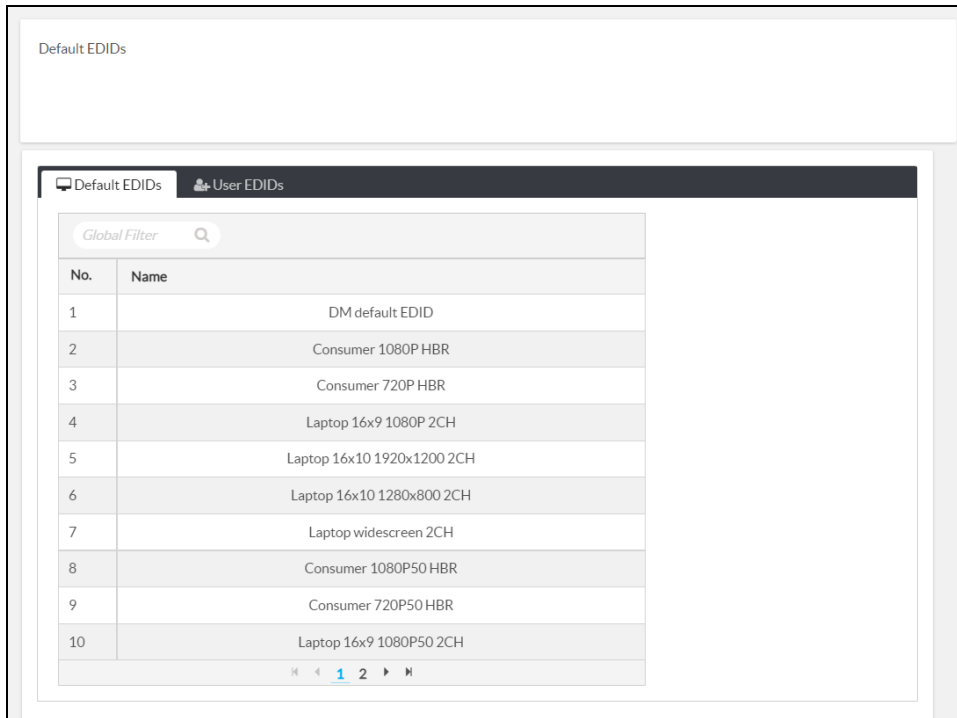 Default EDIDs
Default EDIDs User EDIDs
Global Filter
No. Name
1 DM default EDID
2 Consumer 1080P HBR
3 Consumer 720P HBR
4 Laptop 16x9 1080P 2CH
5 Laptop 16x10 1920x1200 2CH
6 Laptop 16x10 1280x800 2CH
7 Laptop widescreen 2CH
8 Consumer 1080P50 HBR
9 Consumer 720P50 HBR
10 Laptop 16x9 1080P50 2CH
1 2